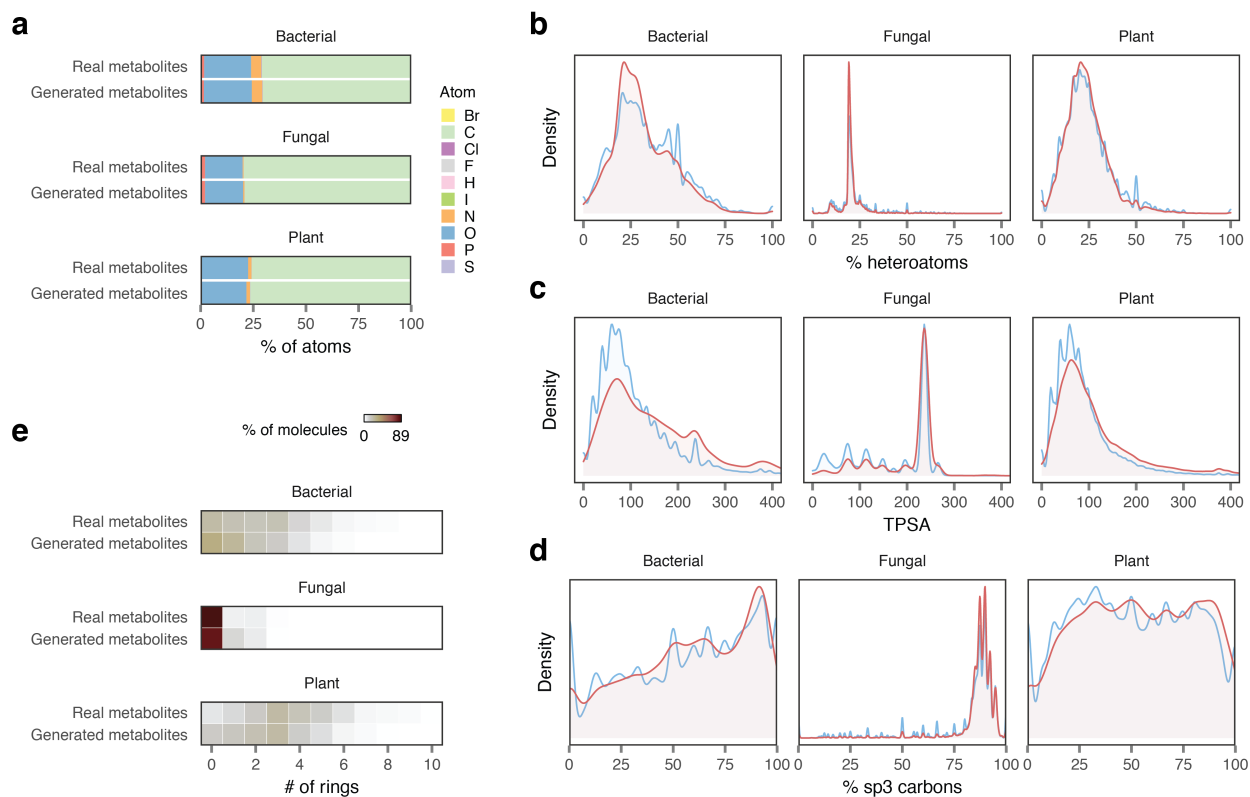 a
Bacterial
Real metabolites
Generated metabolites
Fungal
Real metabolites
Generated metabolites
Plant
Real metabolites
Generated metabolites
0 25 50 75 100
% of atoms
Atom
Br
C
Cl
F
H
I
N
O
P
S
b
Bacterial Fungal Plant
Density
0 25 50 75 100 0 25 50 75 100 0 25 50 75 100
% heteroatoms
c
Bacterial Fungal Plant
Density
0 100 200 300 400 0 100 200 300 400 0 100 200 300 400
TPSA
d
Bacterial Fungal Plant
Density
0 25 50 75 100 0 25 50 75 100 0 25 50 75 100
% sp3 carbons
e
% of molecules
0 89
Bacterial
Real metabolites
Generated metabolites
Fungal
Real metabolites
Generated metabolites
Plant
Real metabolites
Generated metabolites
0 2 4 6 8 10
# of rings